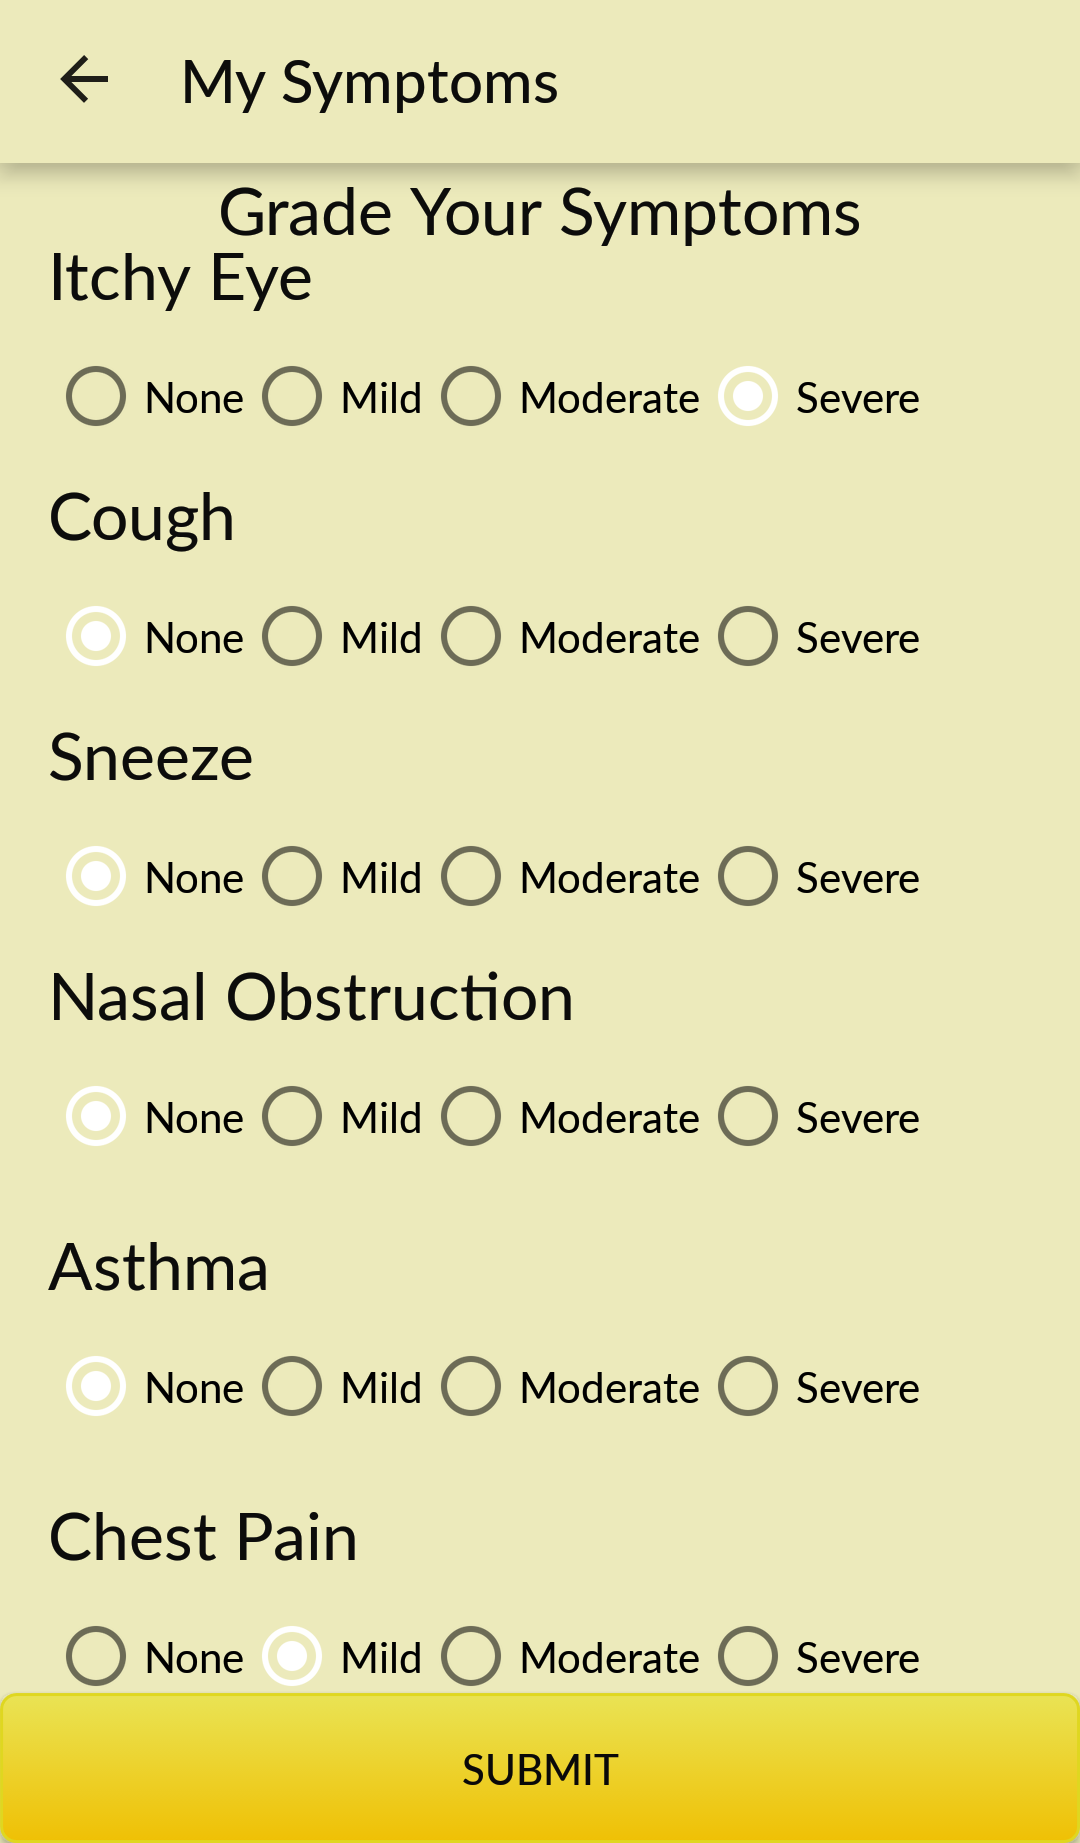 My Symptoms
Grade Your Symptoms
Itchy Eye
None Mild Moderate Severe
Cough
None Mild Moderate Severe
Sneeze
None Mild Moderate Severe
Nasal Obstruction
None Mild Moderate Severe
Asthma
None Mild Moderate Severe
Chest Pain
None Mild Moderate Severe
SUBMIT